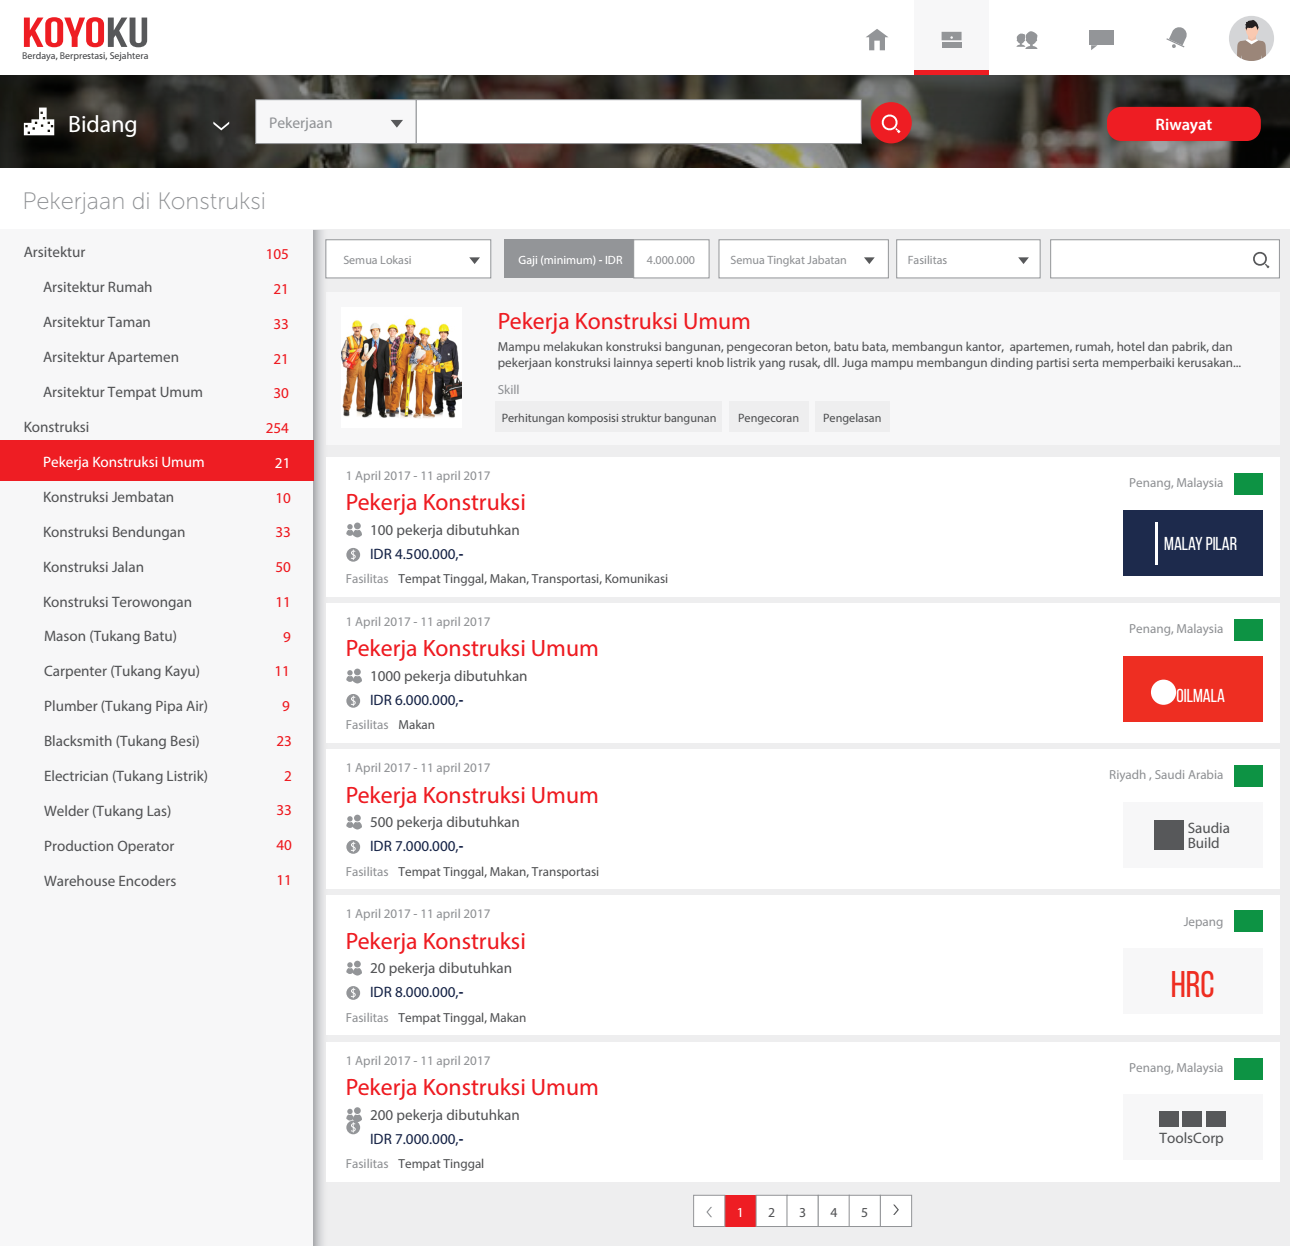 KOYOKU
Berdaya, Berprestasi, Sejahtera
Bidang
Pekerjaan
Riwayat
Pekerjaan di Konstruksi
Arsitektur 105
Arsitektur Rumah 21
Arsitektur Taman 33
Arsitektur Apartemen 21
Arsitektur Tempat Umum 30
Konstruksi 254
Pekerja Konstruksi Umum 21
Konstruksi Jembatan 10
Konstruksi Bendungan 33
Konstruksi Jalan 50
Konstruksi Terowongan 11
Mason (Tukang Batu) 9
Carpenter (Tukang Kayu) 11
Plumber (Tukang Pipa Air) 9
Blacksmith (Tukang Besi) 23
Electrician (Tukang Listrik) 2
Welder (Tukang Las) 33
Production Operator 40
Warehouse Encoders 11
Semua Lokasi Gaji (minimum) - IDR 4.000.000 Semua Tingkat Jabatan Fasilitas
Pekerja Konstruksi Umum
Mampu melakukan konstruksi bangunan, pengecoran beton, batu bata, membangun kantor, apartemen, rumah, hotel dan pabrik, dan
pekerjaan konstruksi lainnya seperti knob listrik yang rusak, dll. Juga mampu membangun dinding partisi serta memperbaiki kerusakan...
Skill
Perhitungan komposisi struktur bangunan Pengecoran Pengelasan
1 April 2017 - 11 april 2017
Pekerja Konstruksi
100 pekerja dibutuhkan
IDR 4.500.000,-
Fasilitas Tempat Tinggal, Makan, Transportasi, Komunikasi
Penang, Malaysia
MALAY PILAR
1 April 2017 - 11 april 2017
Pekerja Konstruksi Umum
1000 pekerja dibutuhkan
IDR 6.000.000,-
Fasilitas Makan
Penang, Malaysia
OILMALA
1 April 2017 - 11 april 2017
Pekerja Konstruksi Umum
500 pekerja dibutuhkan
IDR 7.000.000,-
Fasilitas Tempat Tinggal, Makan, Transportasi
Riyadh , Saudi Arabia
Saudia
Build
1 April 2017 - 11 april 2017
Pekerja Konstruksi
20 pekerja dibutuhkan
IDR 8.000.000,-
Fasilitas Tempat Tinggal, Makan
Jepang
HRC
1 April 2017 - 11 april 2017
Pekerja Konstruksi Umum
200 pekerja dibutuhkan
IDR 7.000.000,-
Fasilitas Tempat Tinggal
Penang, Malaysia
ToolsCorp
< 1 2 3 4 5 >